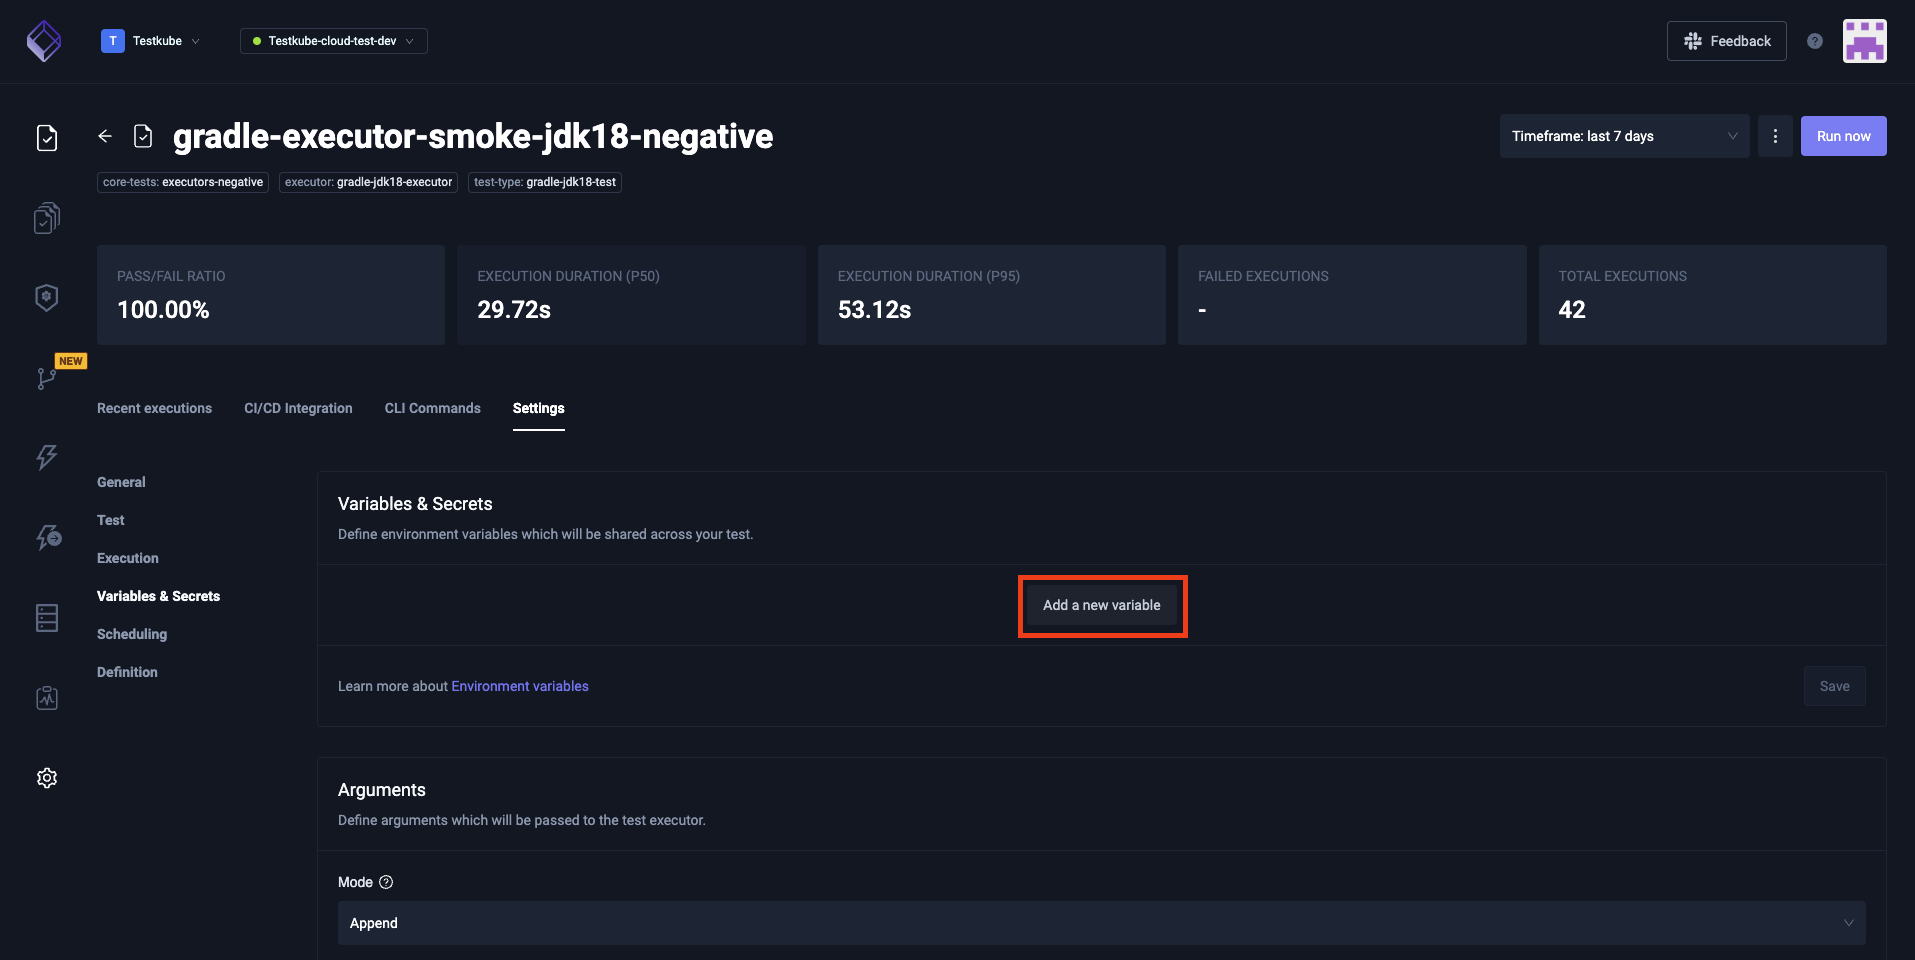 T Testkube
Testkube-cloud-test-dev
Feedback
?
gradle-executor-smoke-jdk18-negative
Timeframe: last 7 days
Run now
core-tests: executors-negative
executor: gradle-jdk18-executor
test-type: gradle-jdk18-test
PASS/FAIL RATIO
100.00%
EXECUTION DURATION (P50)
29.72s
EXECUTION DURATION (P95)
53.12s
FAILED EXECUTIONS
-
TOTAL EXECUTIONS
42
NEW
Recent executions
CI/CD Integration
CLI Commands
Settings
General
Test
Execution
Variables & Secrets
Scheduling
Definition
Variables & Secrets
Define environment variables which will be shared across your test.
Add a new variable
Learn more about Environment variables
Save
Arguments
Define arguments which will be passed to the test executor.
Mode ?
Append